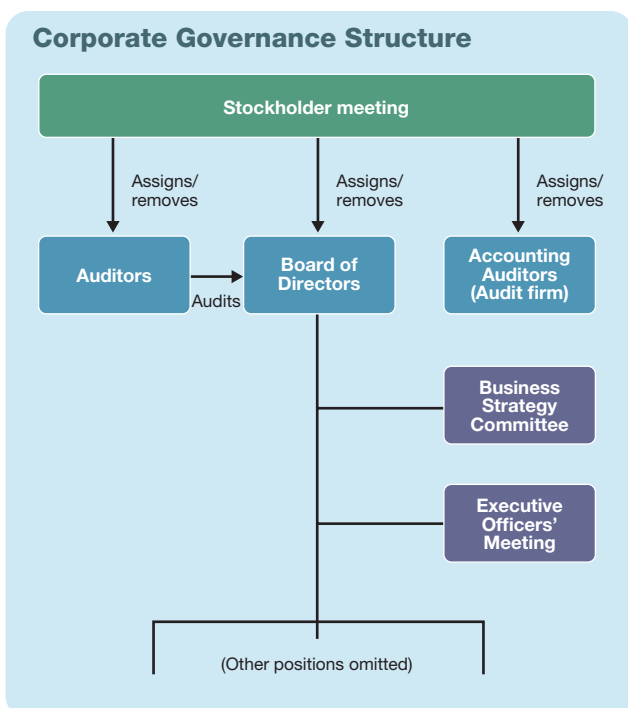 Corporate Governance Structure
Stockholder meeting
Assigns/
removes
Assigns/
removes
Assigns/
removes
Auditors
Audits
Board of
Directors
Accounting
Auditors
(Audit firm)
Business
Strategy
Committee
Executive
Officers’
Meeting
(Other positions omitted)